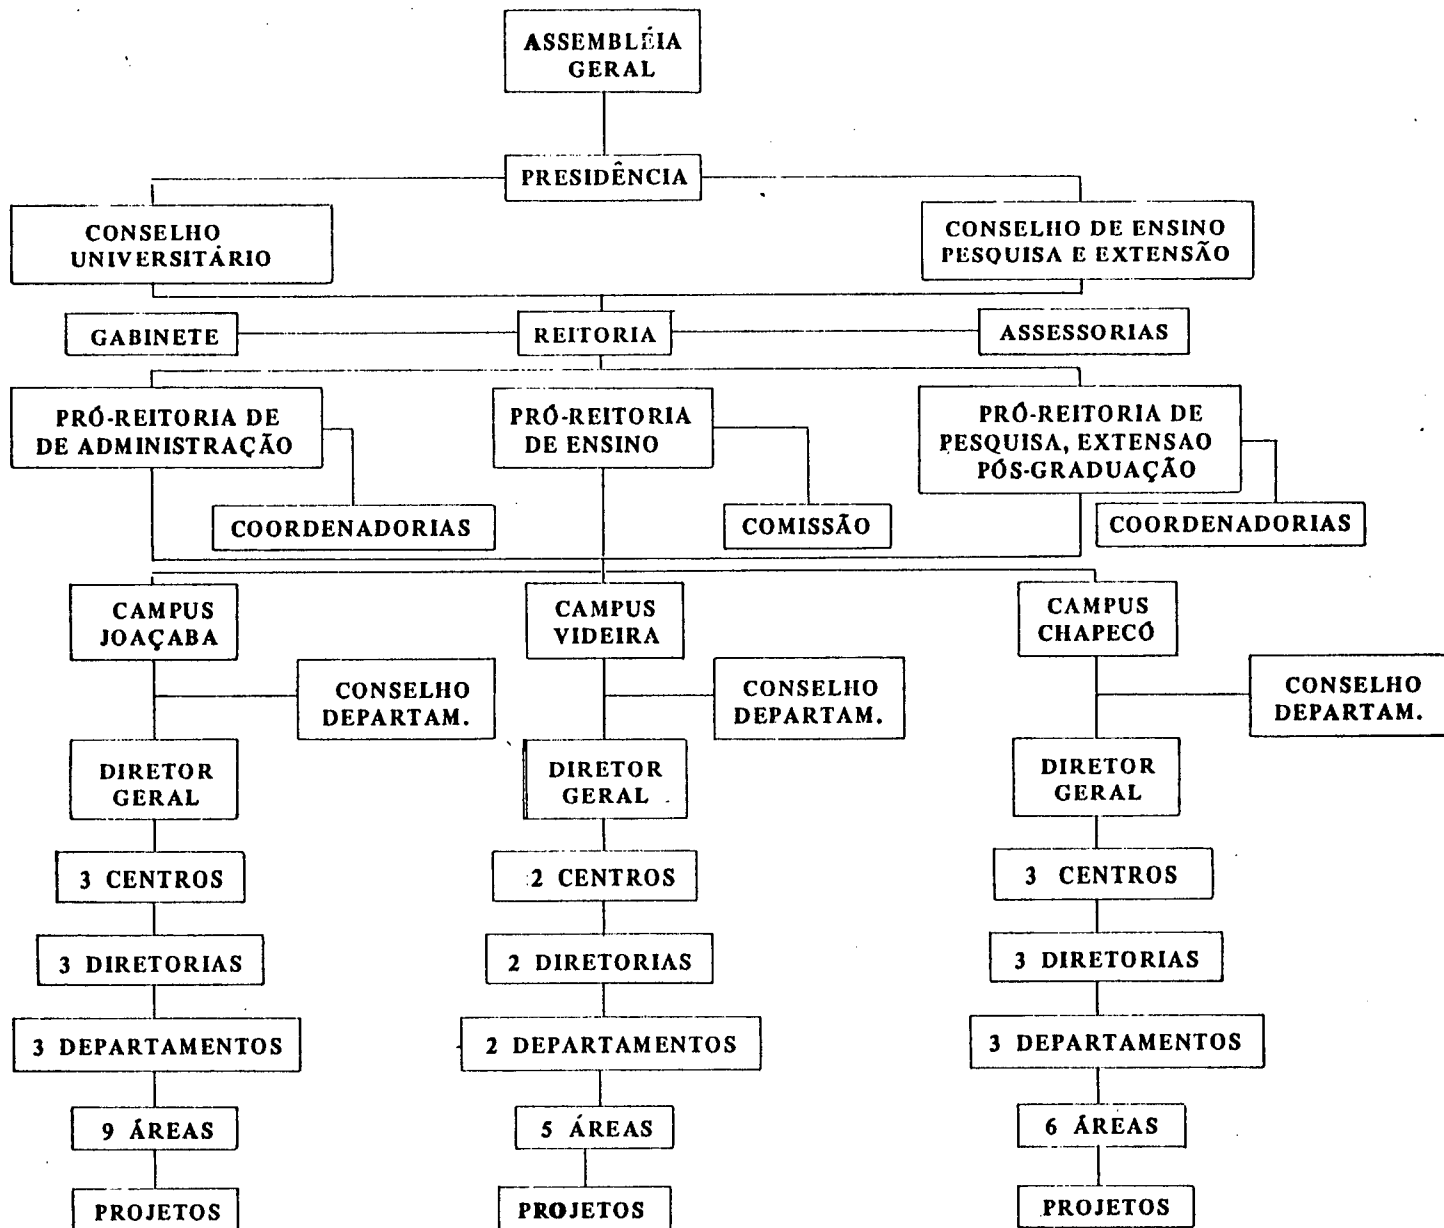 ASSEMBLÉIA
GERAL
PRESIDÊNCIA
CONSELHO
UNIVERSITÁRIO
CONSELHO DE ENSINO
PESQUISA E EXTENSÃO
GABINETE
REITORIA
ASSESSORIAS
PRÓ-REITORIA DE
DE ADMINISTRAÇÃO
PRÓ-REITORIA
DE ENSINO
PRÓ-REITORIA DE
PESQUISA, EXTENSAO
PÓS-GRADUAÇÃO
COORDENADORIAS
COMISSÃO
COORDENADORIAS
CAMPUS
JOAÇABA
CAMPUS
VIDEIRA
CAMPUS
CHAPECÓ
CONSELHO
DEPARTAM.
CONSELHO
DEPARTAM.
CONSELHO
DEPARTAM.
DIRETOR
GERAL
DIRETOR
GERAL
DIRETOR
GERAL
3 CENTROS
2 CENTROS
3 CENTROS
3 DIRETORIAS
2 DIRETORIAS
3 DIRETORIAS
3 DEPARTAMENTOS
2 DEPARTAMENTOS
3 DEPARTAMENTOS
9 ÁREAS
5 ÁREAS
6 ÁREAS
PROJETOS
PROJETOS
PROJETOS